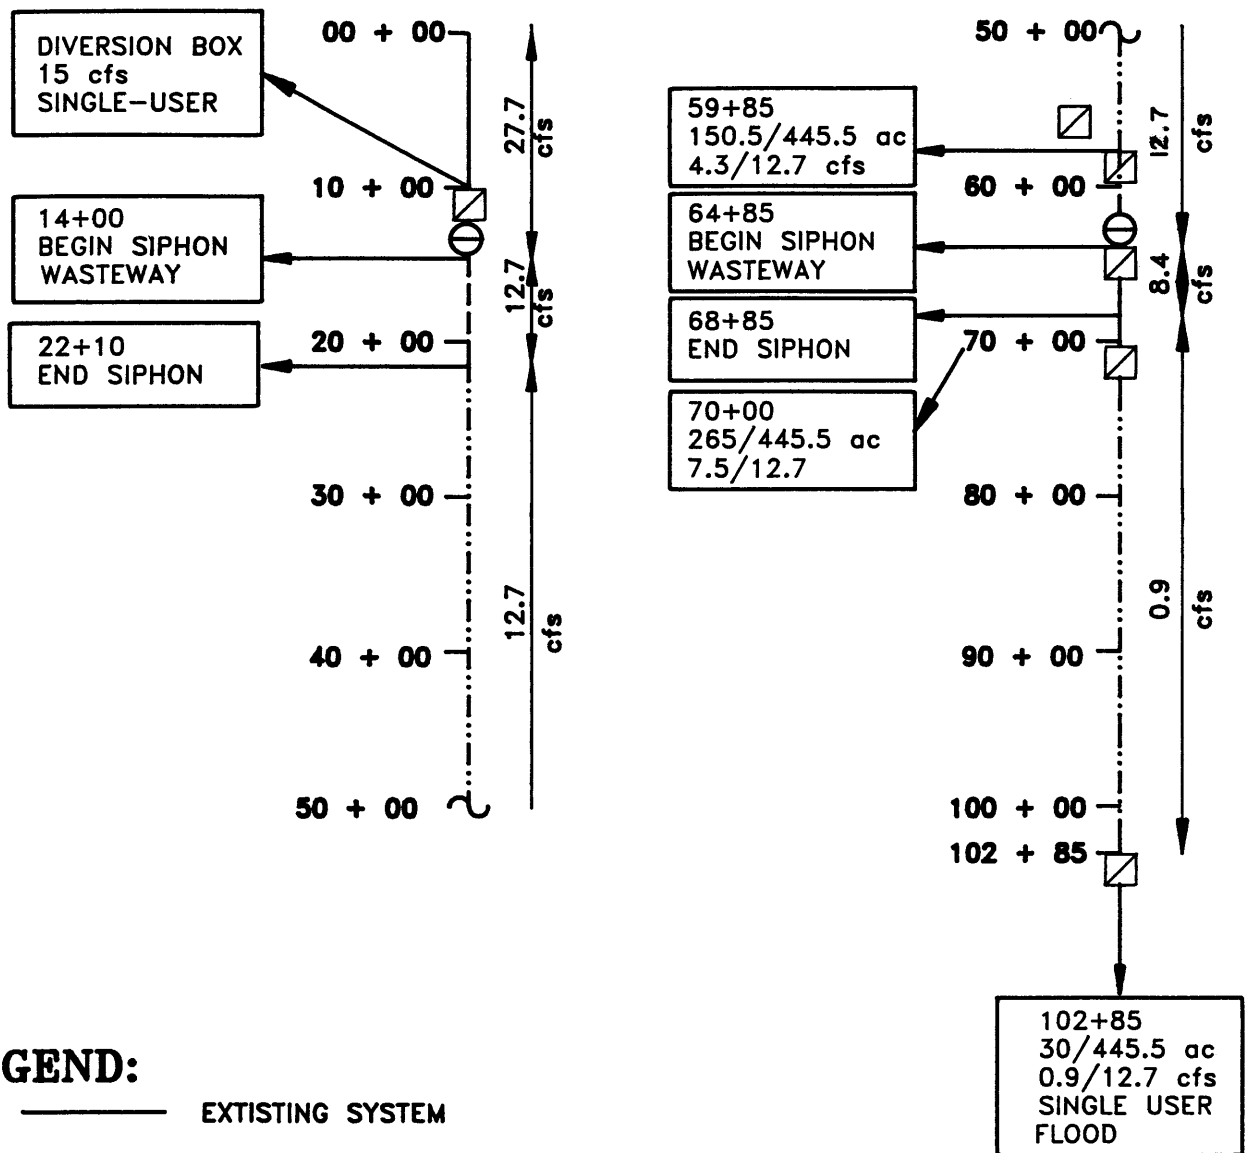 00 + 00
DIVERSION BOX
15 cfs
SINGLE-USER
27.7
cfs
10 + 00
14+00
BEGIN SIPHON
WASTEWAY
12.7
cfs
20 + 00
22+10
END SIPHON
30 + 00
12.7
cfs
40 + 00
50 + 00
50 + 00
59+85
150.5/445.5 ac
4.3/12.7 cfs
12.7
cfs
60 + 00
64+85
BEGIN SIPHON
WASTEWAY
8.4
cfs
68+85
END SIPHON
70 + 00
70+00
265/445.5 ac
7.5/12.7
80 + 00
0.9
cfs
90 + 00
100 + 00
102 + 85
102+85
30/445.5 ac
0.9/12.7 cfs
SINGLE USER
FLOOD
GEND:
EXTISTING SYSTEM